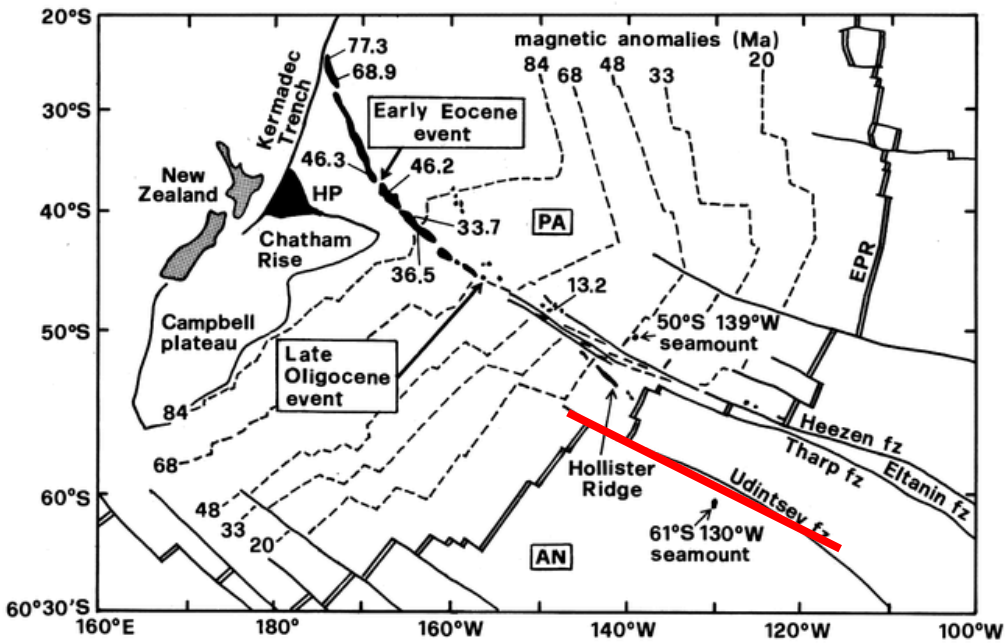 20°S
30°S
40°S
50°S
60°S
60°30'S
160°E
180°W
160°W
140°W
120°W
100°W
magnetic anomalies (Ma)
84
68
48
33
20
77.3
68.9
Kermadec
Trench
Early Eocene
event
46.3
46.2
New
Zealand
HP
33.7
Chatham
Rise
PA
EPR
36.5
13.2
Campbell
plateau
50°S 139°W
seamount
Late
Oligocene
event
84
68
48
33
20
Hollister
Ridge
Heezen fz
Tharp fz
Eltanin fz
Udintsev fz
61°S 130°W
seamount
AN